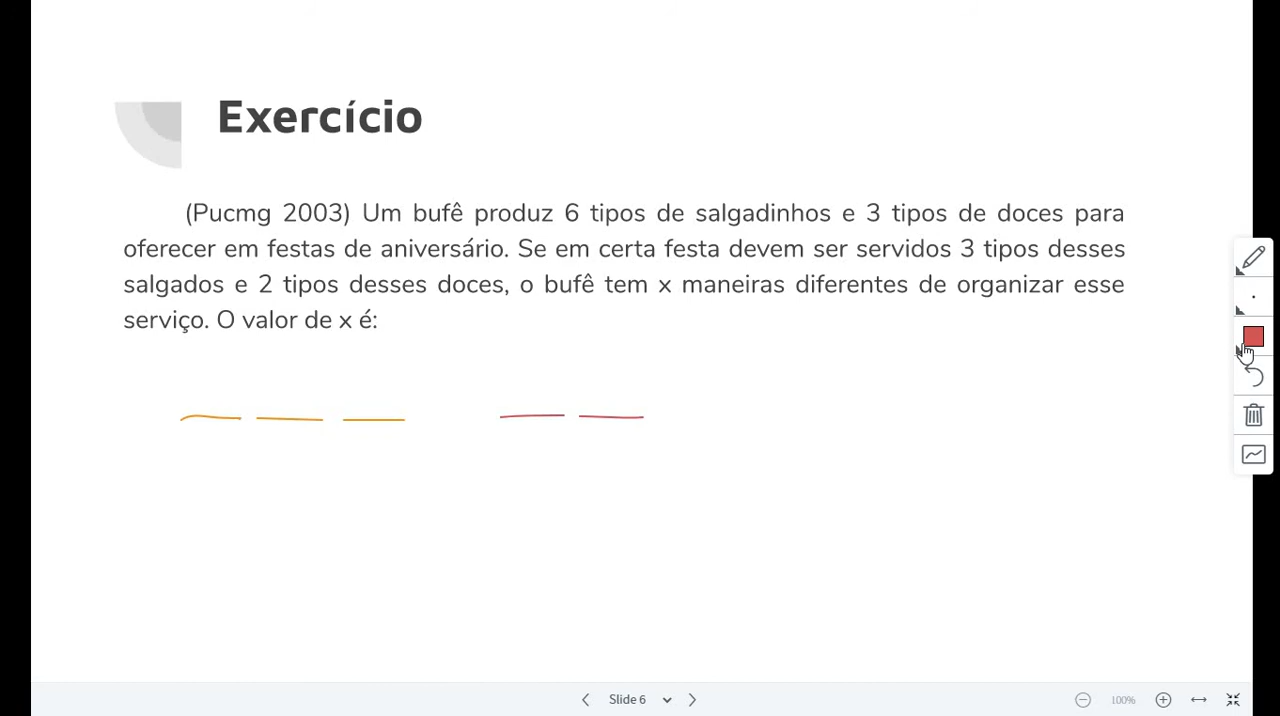 Exercício
(Pucmg 2003) Um bufê produz 6 tipos de salgadinhos e 3 tipos de doces para
oferecer em festas de aniversário. Se em certa festa devem ser servidos 3 tipos desses
salgados e 2 tipos desses doces, o bufê tem x maneiras diferentes de organizar esse
serviço. O valor de x é:
Slide 6
100%